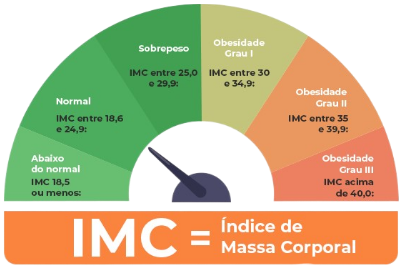 Abaixo
do normal
IMC 18,5
ou menos:
Normal
IMC entre 18,6
e 24,9:
Sobrepeso
IMC entre 25,0
e 29,9:
Obesidade
Grau I
IMC entre 30
e 34,9:
Obesidade
Grau II
IMC entre 35
e 39,9:
Obesidade
Grau III
IMC acima
de 40,0:
IMC = Índice de
Massa Corporal